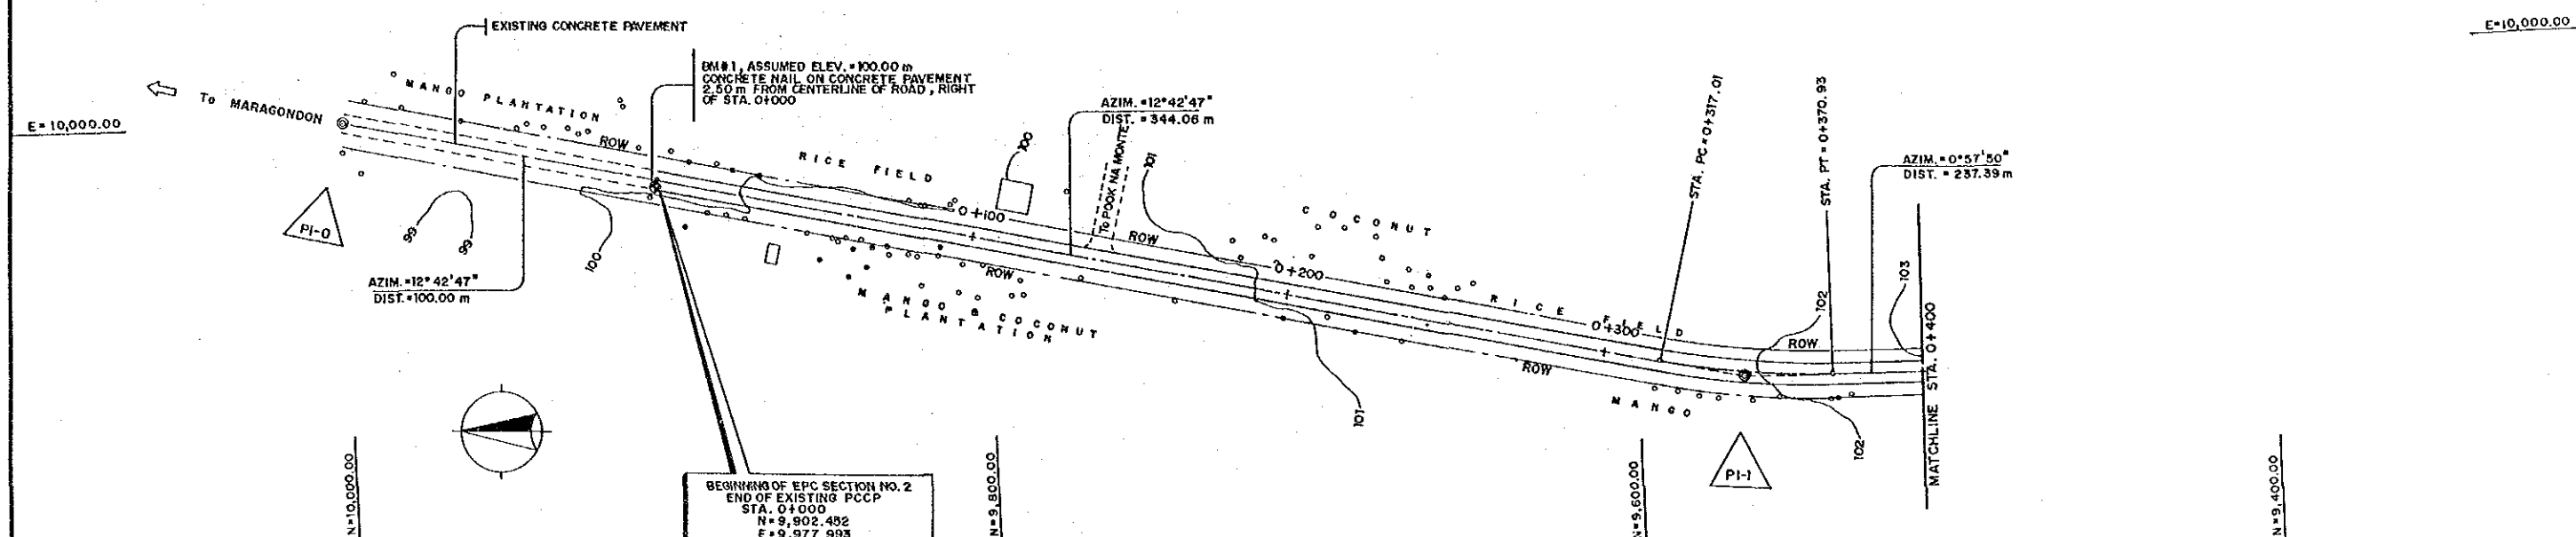 EXISTING CONCRETE PAVEMENT
E=10,000.00
BM#1, ASSUMED ELEV. = 100.00 m
CONCRETE NAIL ON CONCRETE PAVEMENT
2.50 m FROM CENTERLINE OF ROAD, RIGHT
OF STA. 0+000
To MARAGONDON
MANGO PLANTATION
E= 10,000.00
ROW
RICE FIELD
100
AZIM. =12°42'47"
DIST. = 344.06 m
To POOK NA MONTE
101
STA. PC = 0+317.01
STA. PT = 0+370.93
AZIM. = 0°57'50"
DIST. = 237.39 m
PI-0
99
99
100
0+100
ROW
COCONUT
0+200
RICE FIELD
0+300
102
103
ROW
MATCHLINE STA. 0+400
AZIM. =12°42'47"
DIST. =100.00 m
ROW
MANGO & COCONUT
PLANTATION
101
ROW
MANGO
102
PI-1
N=10,000.00
BEGINNING OF EPC SECTION NO. 2
END OF EXISTING PCCP
STA. 0+000
N=9,902.452
E=9,977.993
N=9,800.00
N=9,600.00
N=9,400.00